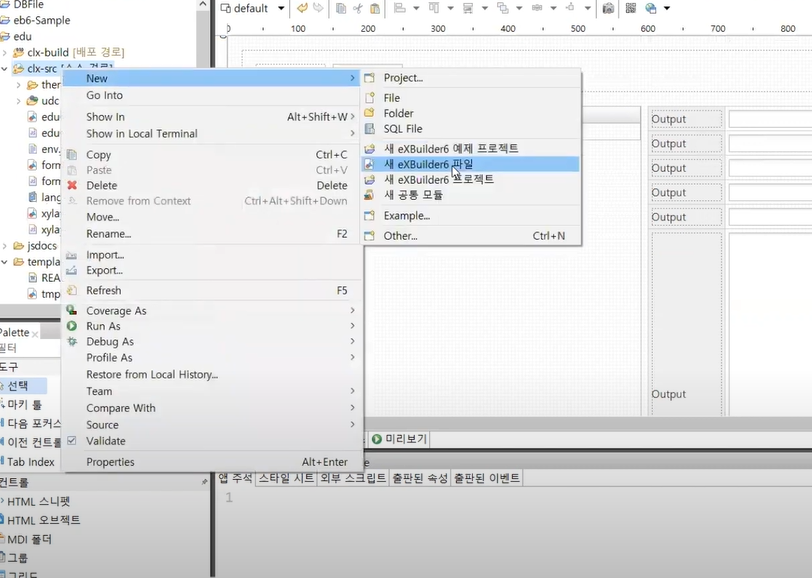 DBFile
eb6-Sample
edu
clx-build [배포 경로]
clx-src
ther
udc
edu
edu
env.
form
form
lang
xylay
xylay
jsdocs
templa
REA
tmp
default
0 100 200 300 400 500 600 700 800
New
Go Into
Show In Alt+Shift+W
Show in Local Terminal
Copy Ctrl+C
Paste Ctrl+V
Delete Delete
Remove from Context Ctrl+Alt+Shift+Down
Move...
Rename... F2
Import...
Export...
Refresh F5
Coverage As
Run As
Debug As
Profile As
Restore from Local History...
Team
Compare With
Source
Validate
Properties Alt+Enter
Project...
File
Folder
SQL File
새 eXBuilder6 예제 프로젝트
새 eXBuilder6 파일
새 eXBuilder6 프로젝트
새 공통 모듈
Example...
Other... Ctrl+N
Output
Output
Output
Output
Output
Output
미리보기
Palette
필터
도구
선택
마키 툴
다음 포커스
이전 컨트롤
Tab Index
컨트롤
HTML 스니펫
HTML 오브젝트
MDI 폴더
그룹
그리드
앱 주석 스타일 시트 외부 스크립트 출판된 속성 출판된 이벤트
1